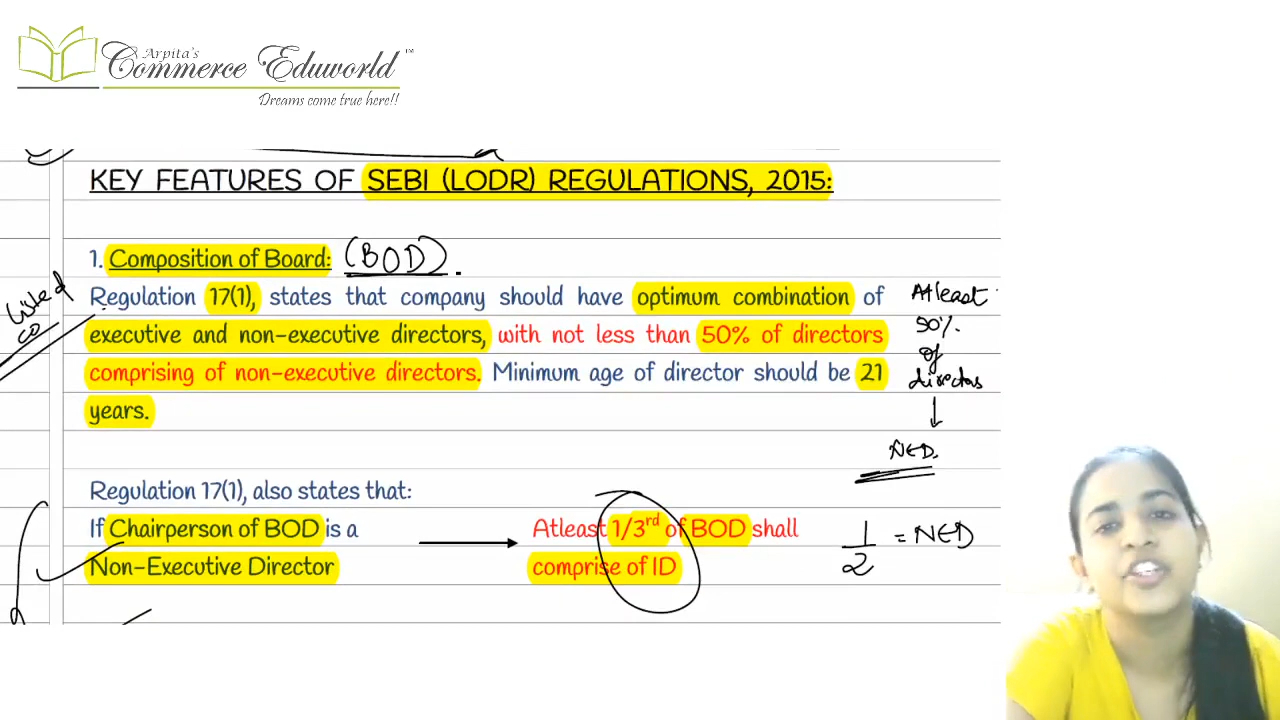 Arpita's
Commerce Eduworld™
Dreams come true here!!
KEY FEATURES OF SEBI (LODR) REGULATIONS, 2015:
1. Composition of Board: (BOD)
Listed co
Regulation 17(1), states that company should have optimum combination of
executive and non-executive directors, with not less than 50% of directors
comprising of non-executive directors. Minimum age of director should be 21
years.
Atleast
50%
of
directors
NED.
Regulation 17(1), also states that:
If Chairperson of BOD is a
Non-Executive Director
Atleast 1/3rd of BOD shall
comprise of ID
1/2 = NED